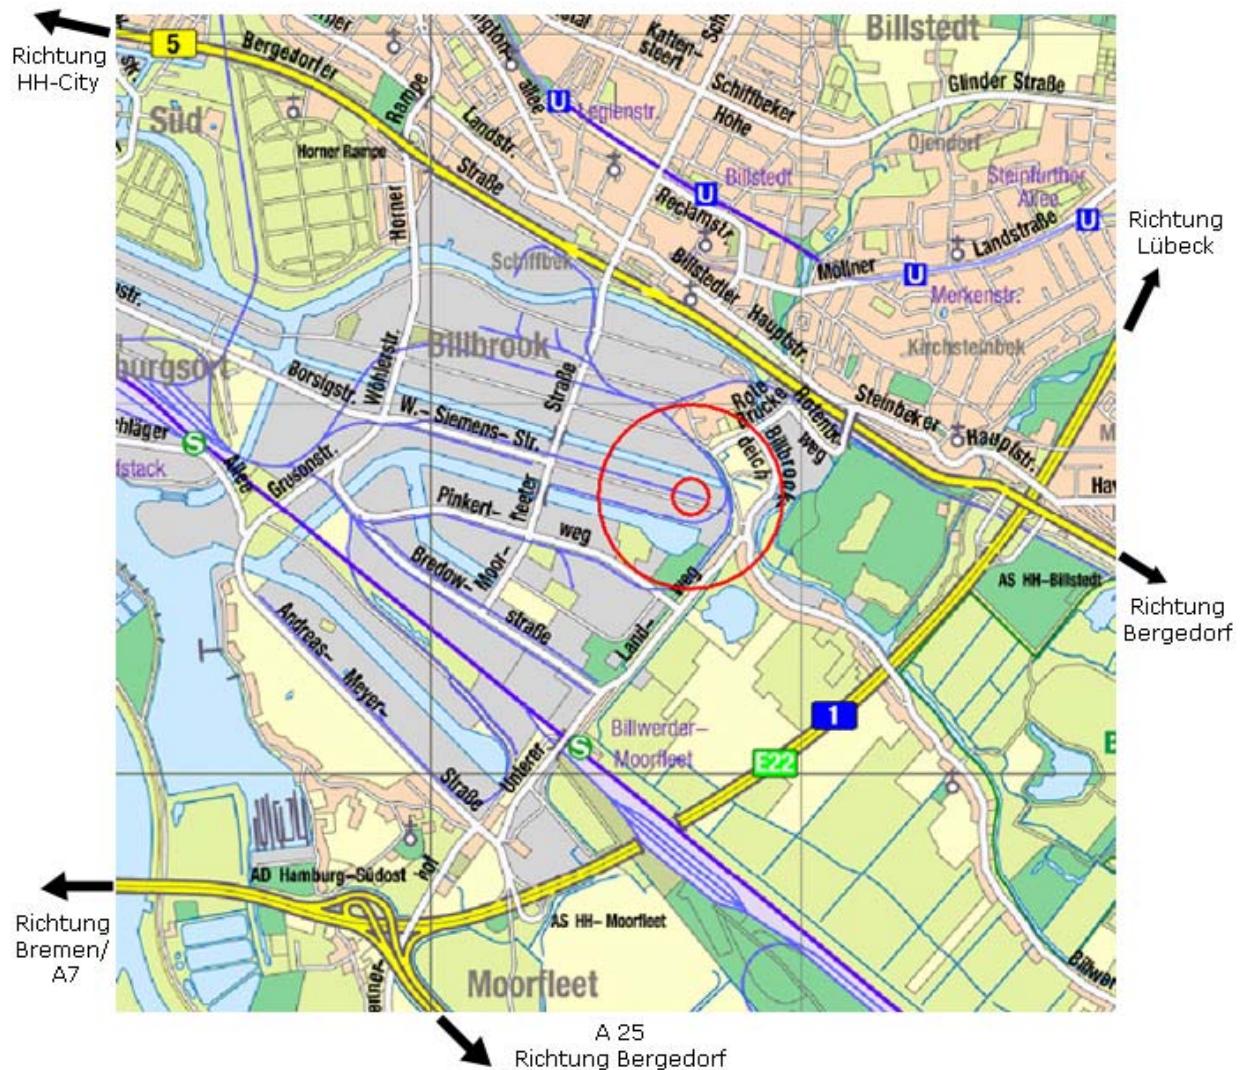 Richtung
HH-City
5
Bergedorfer
Rampe
allee
Katten-
steert
Schiffbeker
Höhe
Billstedt
Glinder Straße
Öjendorf
Süd
Horner Rampe
Landstr.
Straße
U
Legienstr.
U
Billstedt
Reclamstr.
Steinfurther
Allee
U
Landstraße
Möllner
U
Merkenstr.
Richtung
Lübeck
Horner
Schiffbek
Billstedter
Hauptstr.
Kirchsteinbek
Billbrook
Wöhlerstr.
Borsigstr.
Straße
W.- Siemens- Str.
Rote
Brücke
Steinbeker
Hauptstr.
weg
Billbrook
deich
S
Allee
Grusonstr.
Pinkert-
weg
fleeter
Moor-
Bredow-
straße
weg
Land-
AS HH-Billstedt
Richtung
Bergedorf
Andreas-
Meyer-
Straße
Unterer
S
Billwerder-
Moorfleet
1
E22
AD Hamburg-Südost
AS HH- Moorfleet
Moorfleet
Richtung
Bremen/
A7
A 25
Richtung Bergedorf